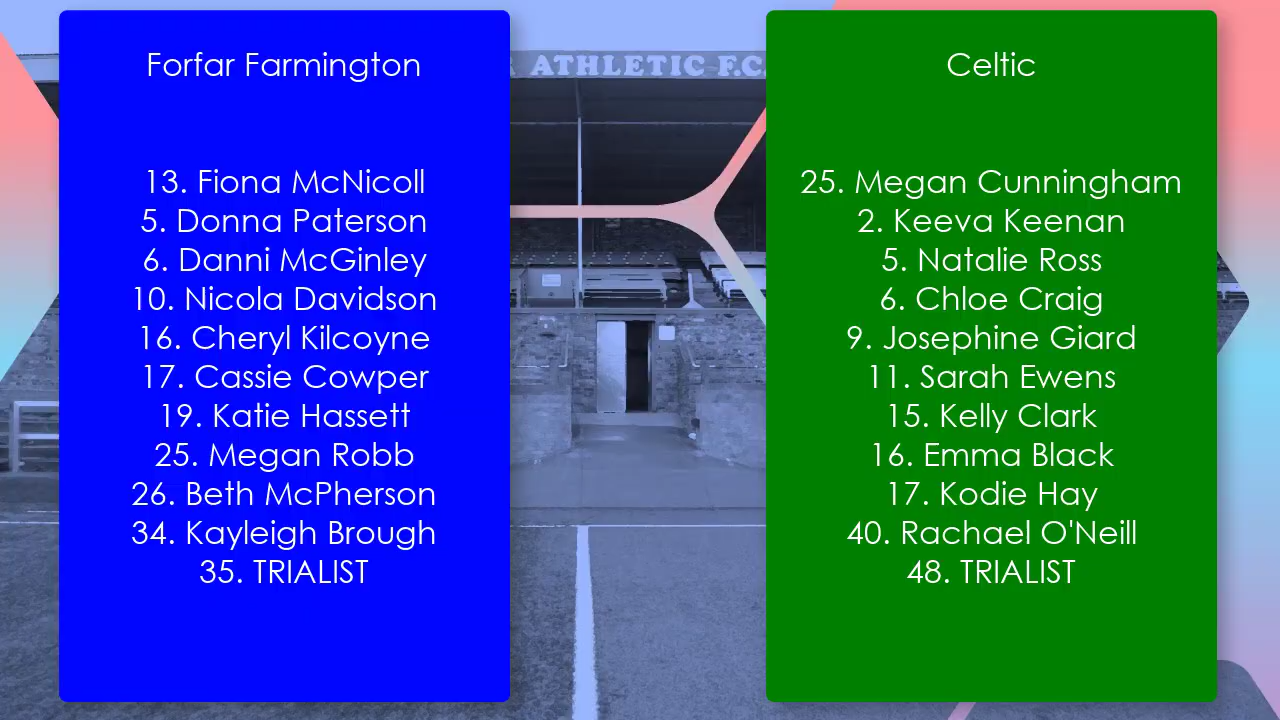 Forfar Farmington
13. Fiona McNicoll
5. Donna Paterson
6. Danni McGinley
10. Nicola Davidson
16. Cheryl Kilcoyne
17. Cassie Cowper
19. Katie Hassett
25. Megan Robb
26. Beth McPherson
34. Kayleigh Brough
35. TRIALIST
ATHLETIC F.C.
Celtic
25. Megan Cunningham
2. Keeva Keenan
5. Natalie Ross
6. Chloe Craig
9. Josephine Giard
11. Sarah Ewens
15. Kelly Clark
16. Emma Black
17. Kodie Hay
40. Rachael O'Neill
48. TRIALIST